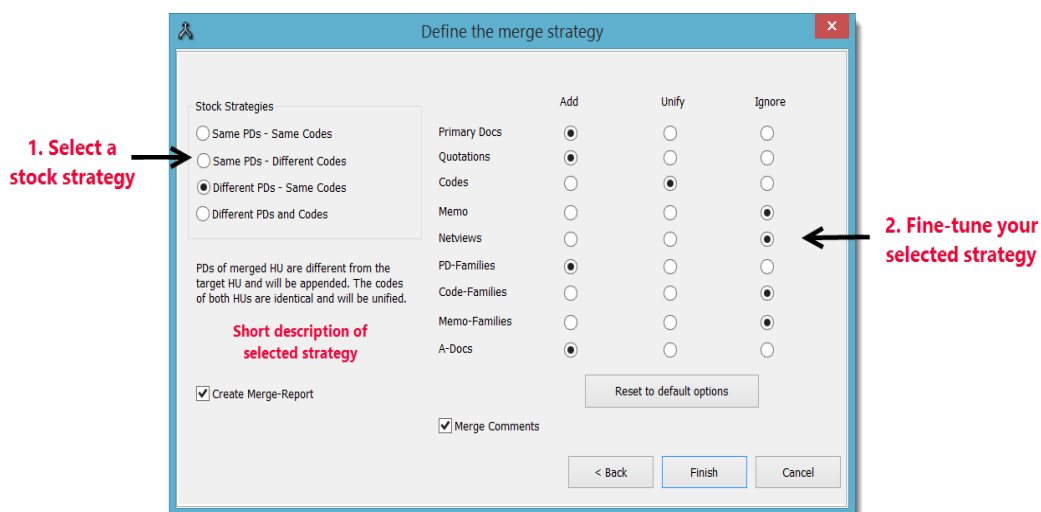 Define the merge strategy
x
Stock Strategies
Same PDs - Same Codes
Same PDs - Different Codes
Different PDs - Same Codes
Different PDs and Codes
1. Select a
stock strategy
PDs of merged HU are different from the
target HU and will be appended. The codes
of both HUs are identical and will be unified.
Short description of
selected strategy
Create Merge-Report
Add Unify Ignore
Primary Docs
Quotations
Codes
Memo
Netviews
PD-Families
Code-Families
Memo-Families
A-Docs
2. Fine-tune your
selected strategy
Reset to default options
Merge Comments
< Back Finish Cancel